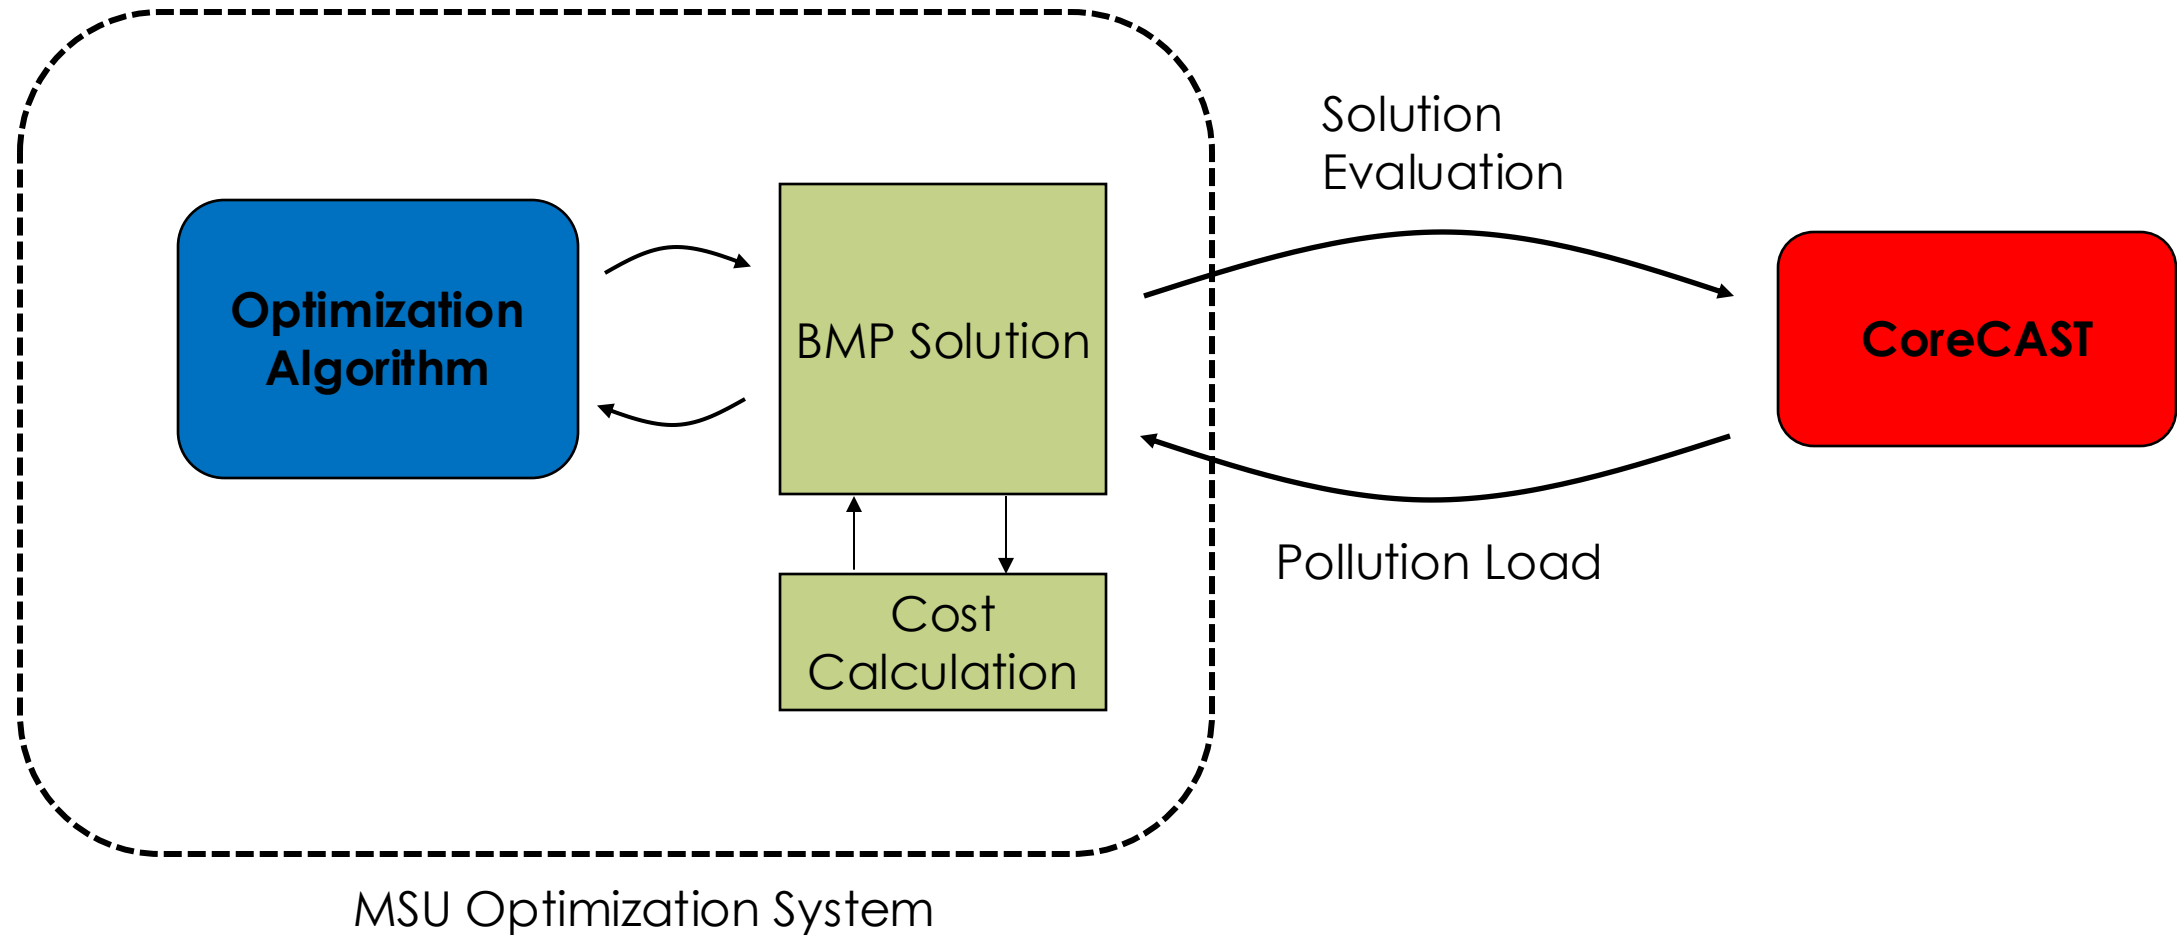 Solution
Evaluation
Optimization
Algorithm
BMP Solution
CoreCAST
Pollution Load
Cost
Calculation
MSU Optimization System